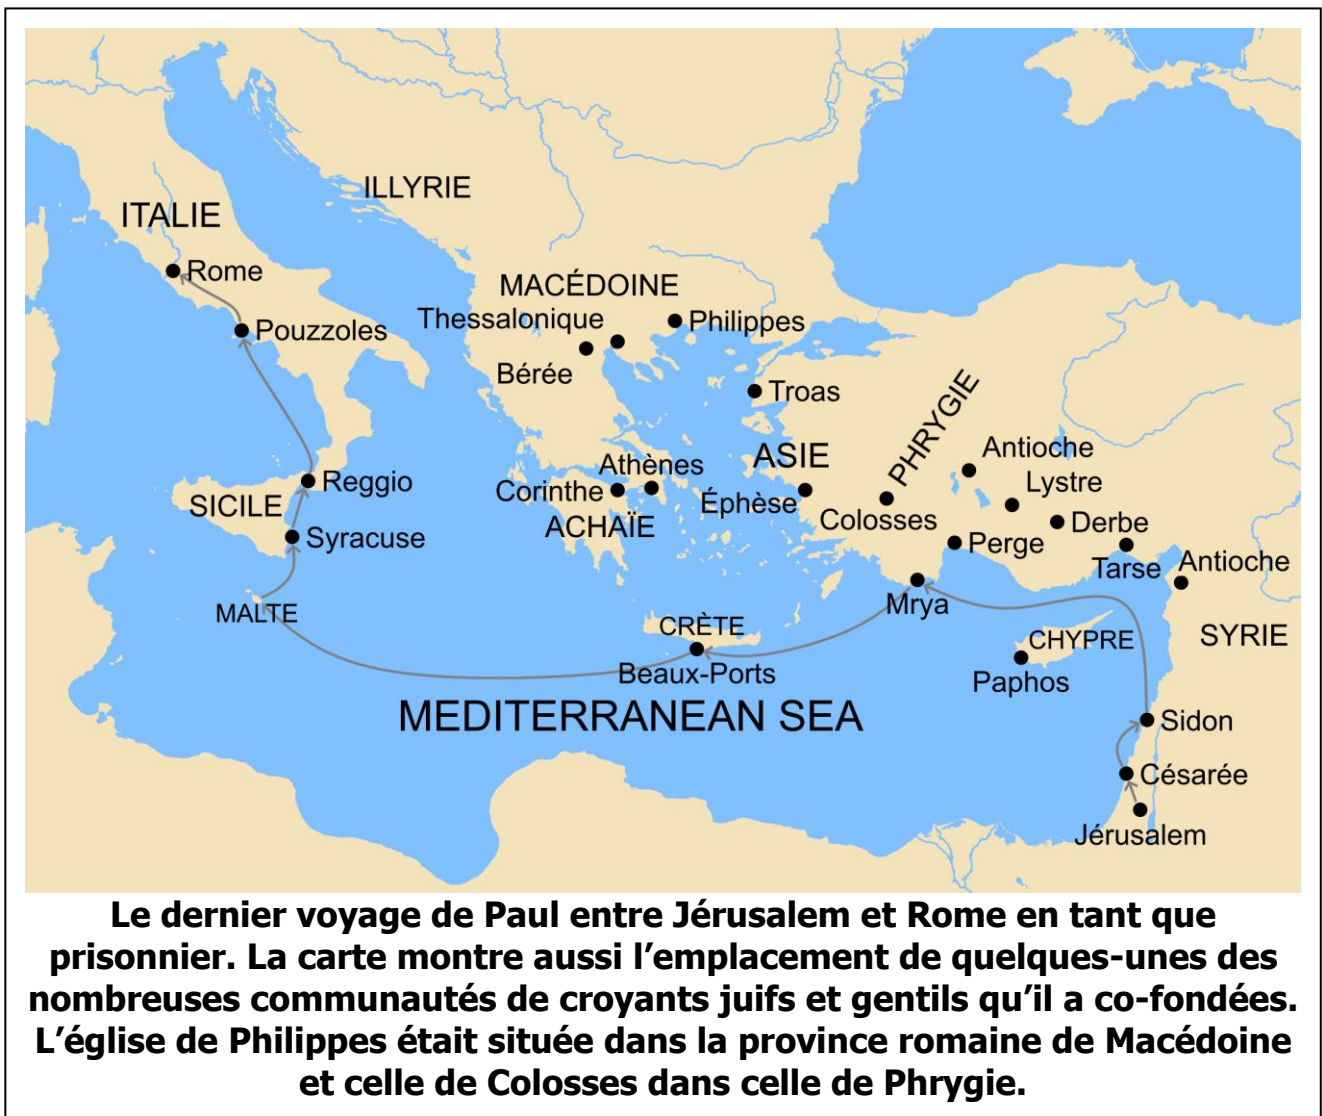 ILLYRIE
ITALIE
Rome
MACÉDOINE
Thessalonique
Philippes
Pouzzoles
Bérée
Troas
PHRYGIE
Antioche
ASIE
Athènes
Reggio
Lystre
Corinthe
SICILE
Éphèse
Colosses
Derbe
ACHAÏE
Syracuse
Perge
Antioche
Tarse
Mrya
MALTE
CRÈTE
SYRIE
CHYPRE
Beaux-Ports
Paphos
MEDITERRANEAN SEA
Sidon
Césarée
Jérusalem
Le dernier voyage de Paul entre Jérusalem et Rome en tant que
prisonnier. La carte montre aussi l’emplacement de quelques-unes des
nombreuses communautés de croyants juifs et gentils qu’il a co-fondées.
L’église de Philippes était située dans la province romaine de Macédoine
et celle de Colosses dans celle de Phrygie.